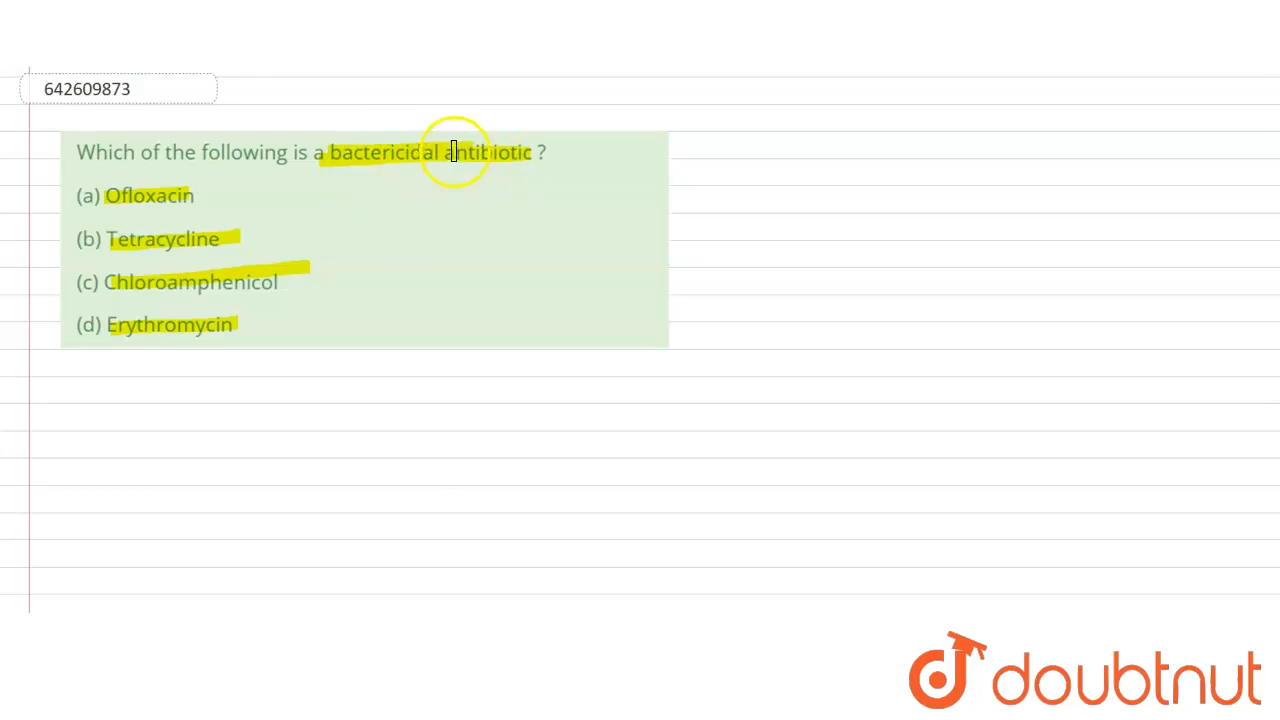 642609873
Which of the following is a bactericidal antibiotic ?
(a) Ofloxacin
(b) Tetracycline
(c) Chloroamphenicol
(d) Erythromycin
doubtnut